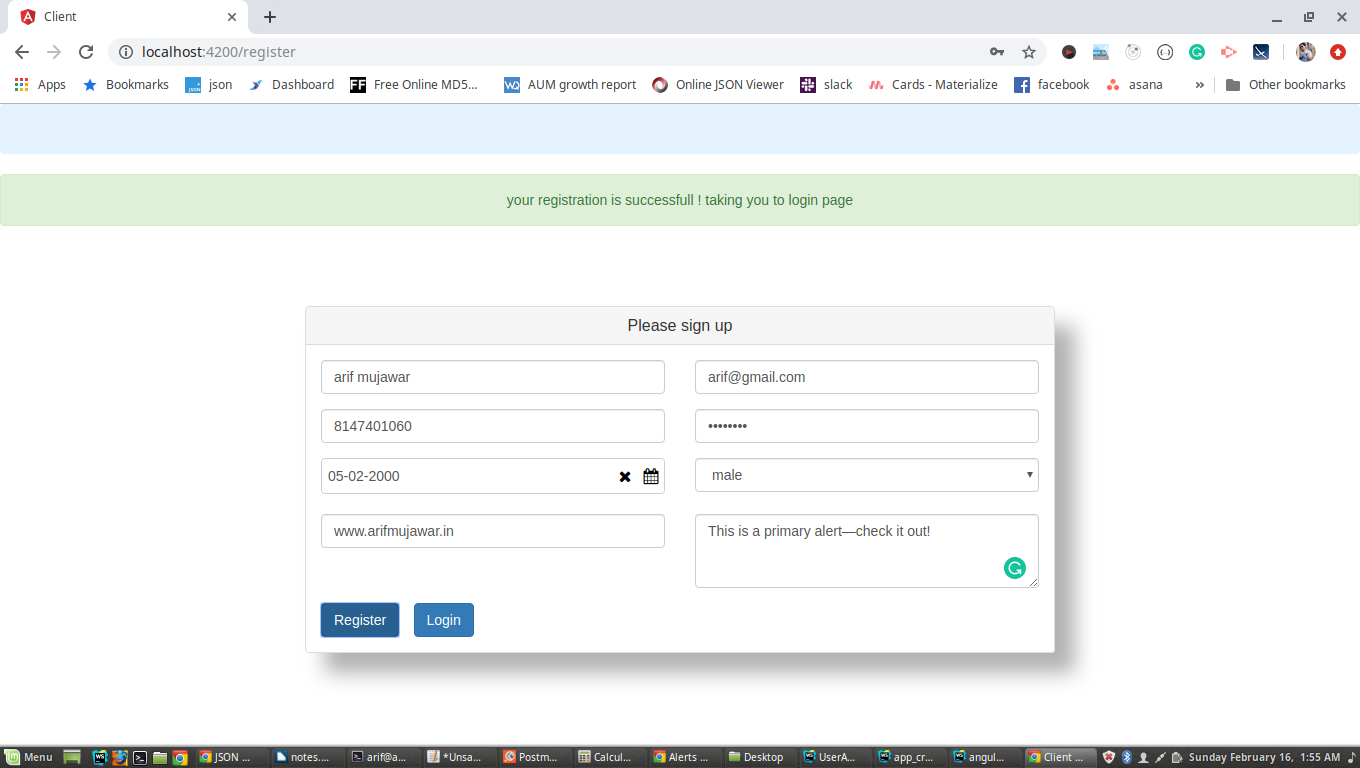 Client
localhost:4200/register
Apps Bookmarks json Dashboard Free Online MD5... AUM growth report Online JSON Viewer slack Cards - Materialize facebook asana » Other bookmarks
your registration is successfull ! taking you to login page
Please sign up
arif mujawar arif@gmail.com
8147401060 ••••••••
05-02-2000 male
www.arifmujawar.in This is a primary alert—check it out!
Register Login
Menu JSON ... notes.... arif@a... *Unsa... Postm... Calcul... Alerts ... Desktop UserA... app_cr... angul... Client ... Sunday February 16, 1:55 AM